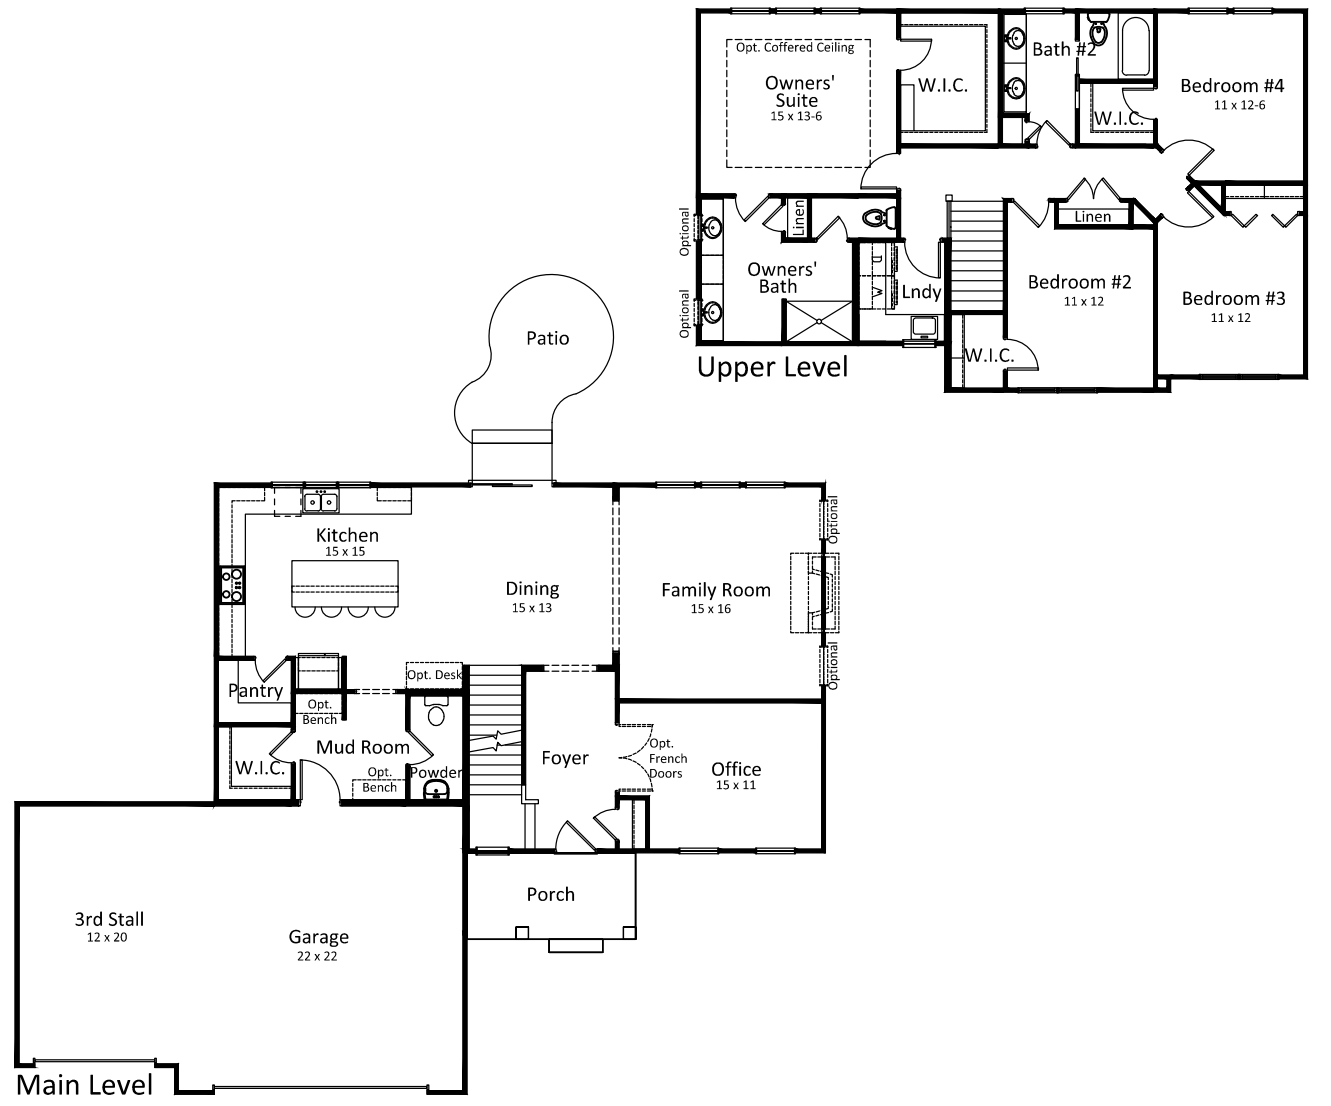 Opt. Coffered Ceiling
Owners'
Suite
15 x 13-6
W.I.C.
Bath #2
W.I.C.
Bedroom #4
11 x 12-6
Linen
Linen
Optional
Optional
Owners'
Bath
D
W
Lndy
Bedroom #2
11 x 12
Bedroom #3
11 x 12
W.I.C.
Upper Level
Patio
Kitchen
15 x 15
Dining
15 x 13
Family Room
15 x 16
Optional
Optional
Opt. Desk
Pantry
Opt.
Bench
Mud Room
W.I.C.
Opt.
Bench
Powder
Foyer
Opt.
French
Doors
Office
15 x 11
Porch
3rd Stall
12 x 20
Garage
22 x 22
Main Level